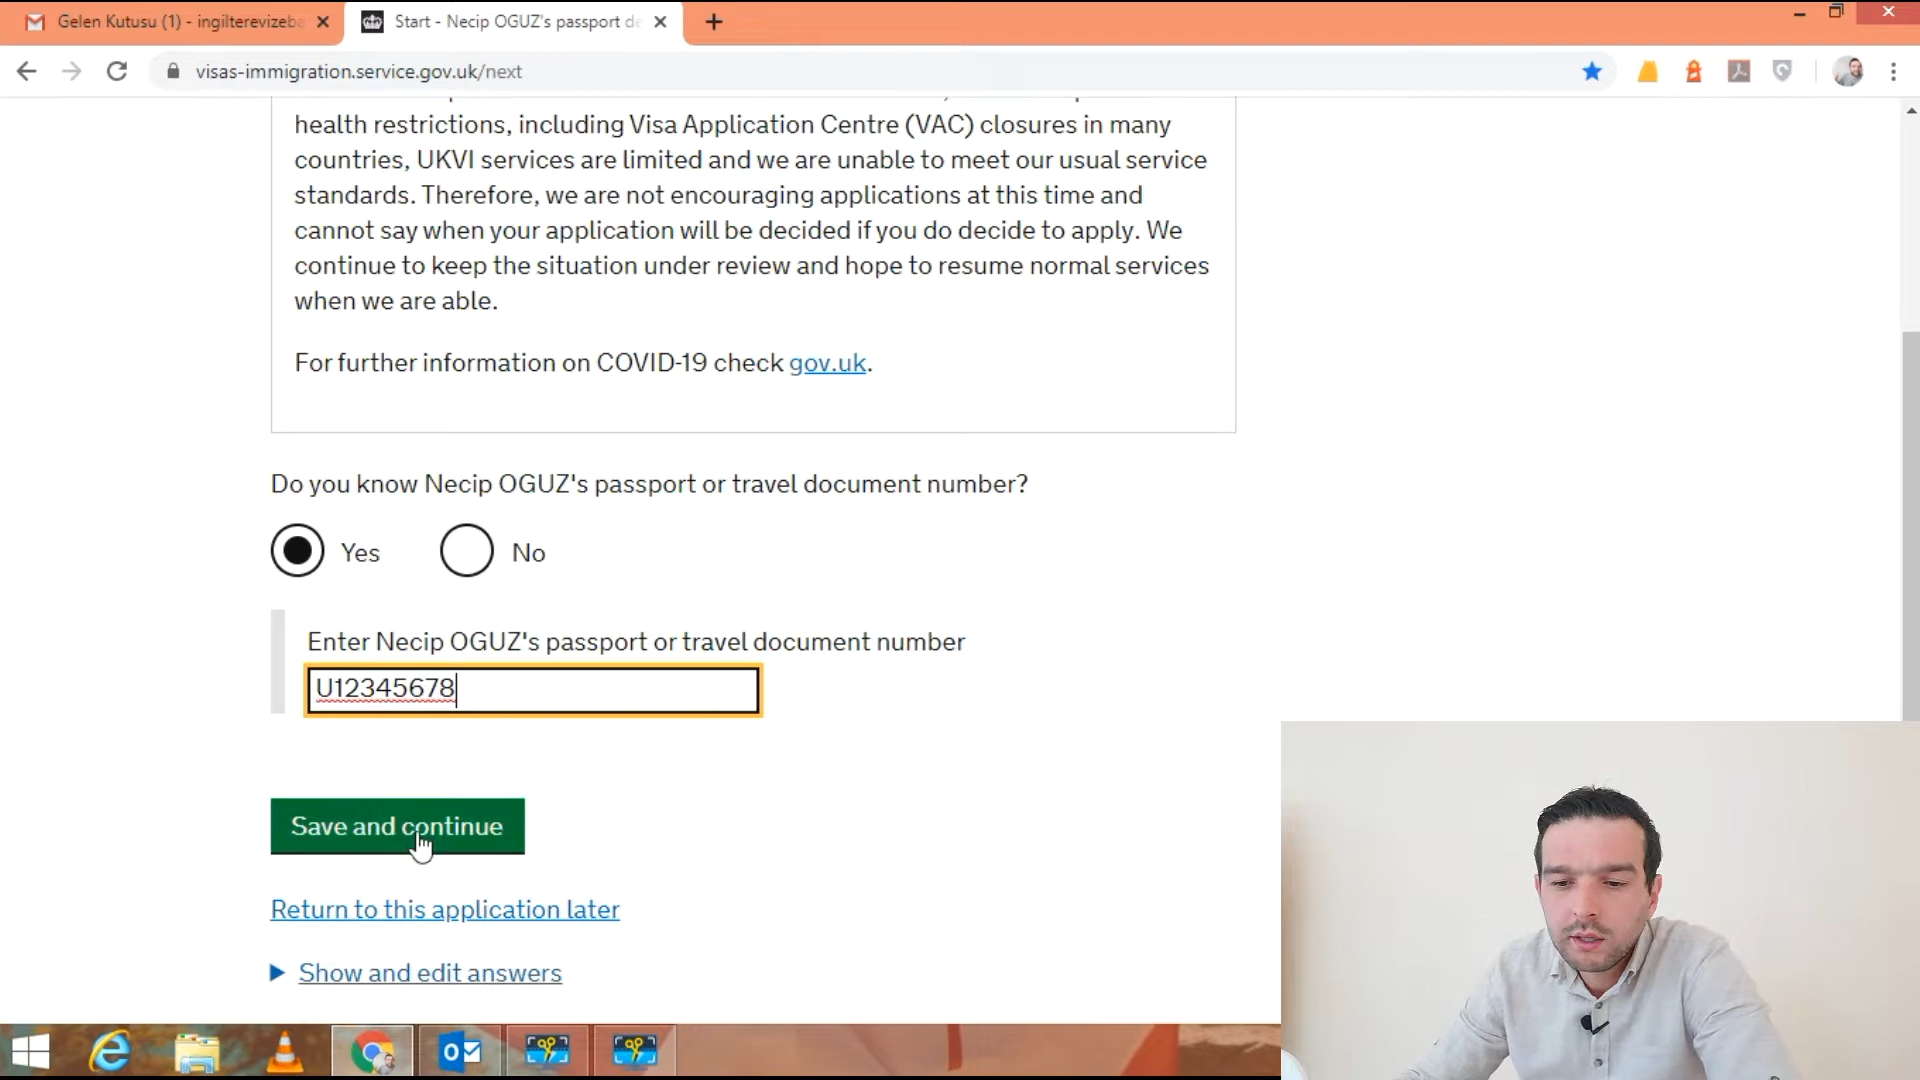 Gelen Kutusu (1) - ingilterevizeba
Start - Necip OGUZ's passport de
visas-immigration.service.gov.uk/next
health restrictions, including Visa Application Centre (VAC) closures in many
countries, UKVI services are limited and we are unable to meet our usual service
standards. Therefore, we are not encouraging applications at this time and
cannot say when your application will be decided if you do decide to apply. We
continue to keep the situation under review and hope to resume normal services
when we are able.
For further information on COVID-19 check gov.uk.
Do you know Necip OGUZ's passport or travel document number?
Yes
No
Enter Necip OGUZ's passport or travel document number
U12345678
Save and continue
Return to this application later
Show and edit answers